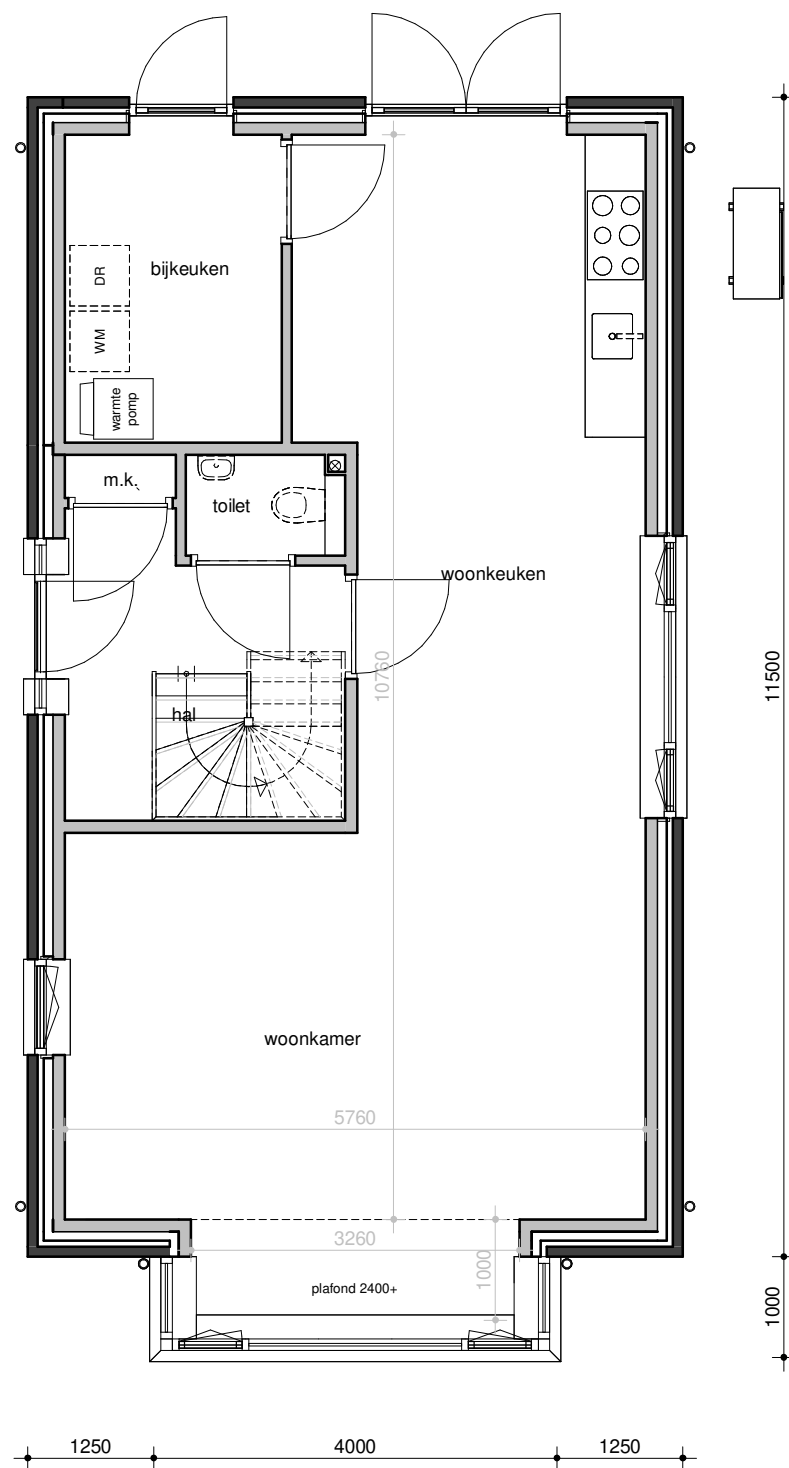 bijkeuken
DR
WM
warmte
pomp
m.k.
toilet
woonkeuken
10760
11500
hal
woonkamer
5760
3260
1000
plafond 2400+
1000
1250
4000
1250